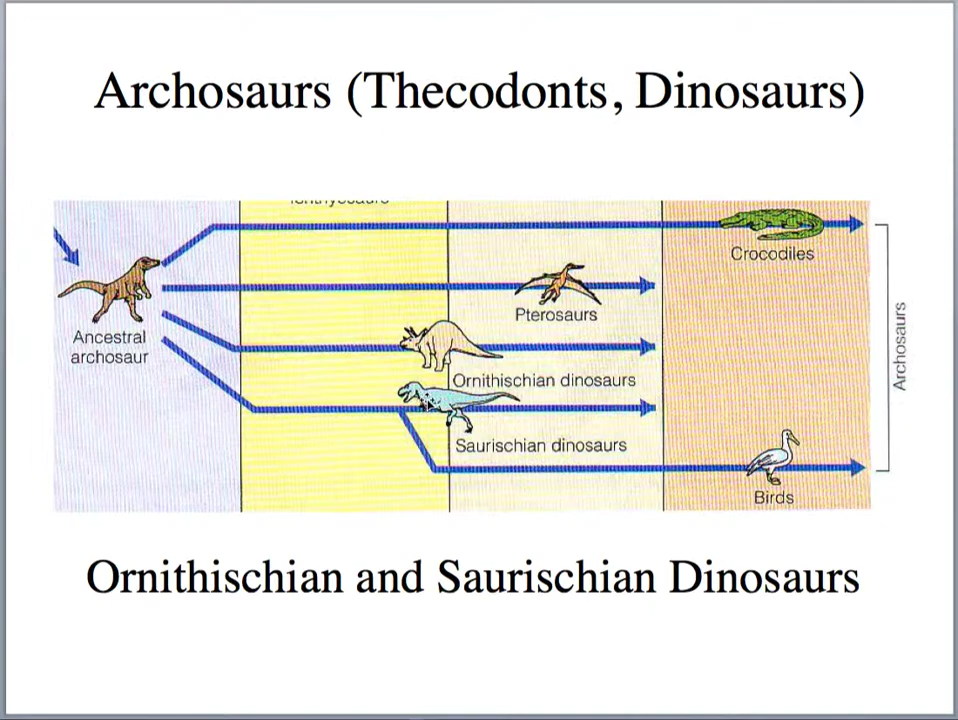 Archosaurs (Thecodonts, Dinosaurs)
Crocodiles
Pterosaurs
Ancestral
archosaur
Ornithischian dinosaurs
Saurischian dinosaurs
Birds
Archosaurs
Ornithischian and Saurischian Dinosaurs